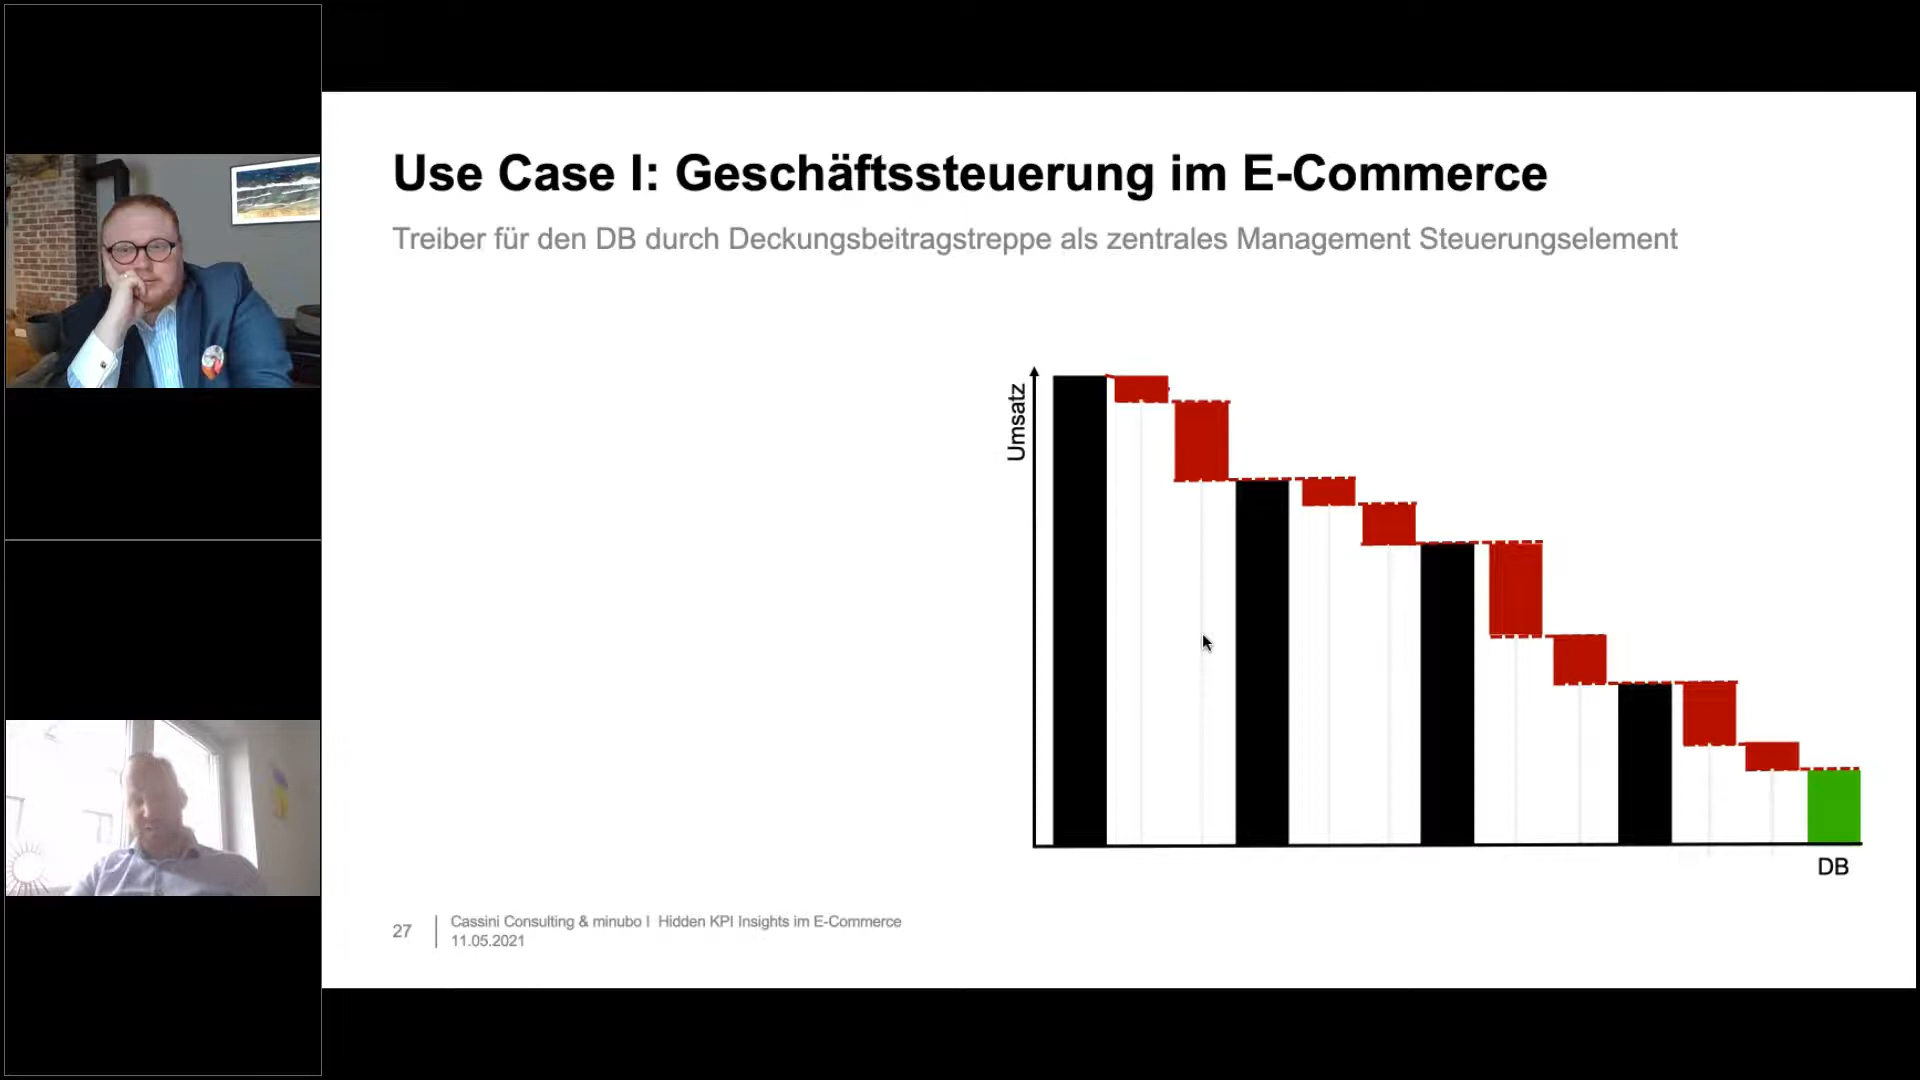 Use Case I: Geschäftssteuerung im E-Commerce
Treiber für den DB durch Deckungsbeitragstreppe als zentrales Management Steuerungselement
Umsatz
DB
27
Cassini Consulting & minubo I Hidden KPI Insights im E-Commerce
11.05.2021